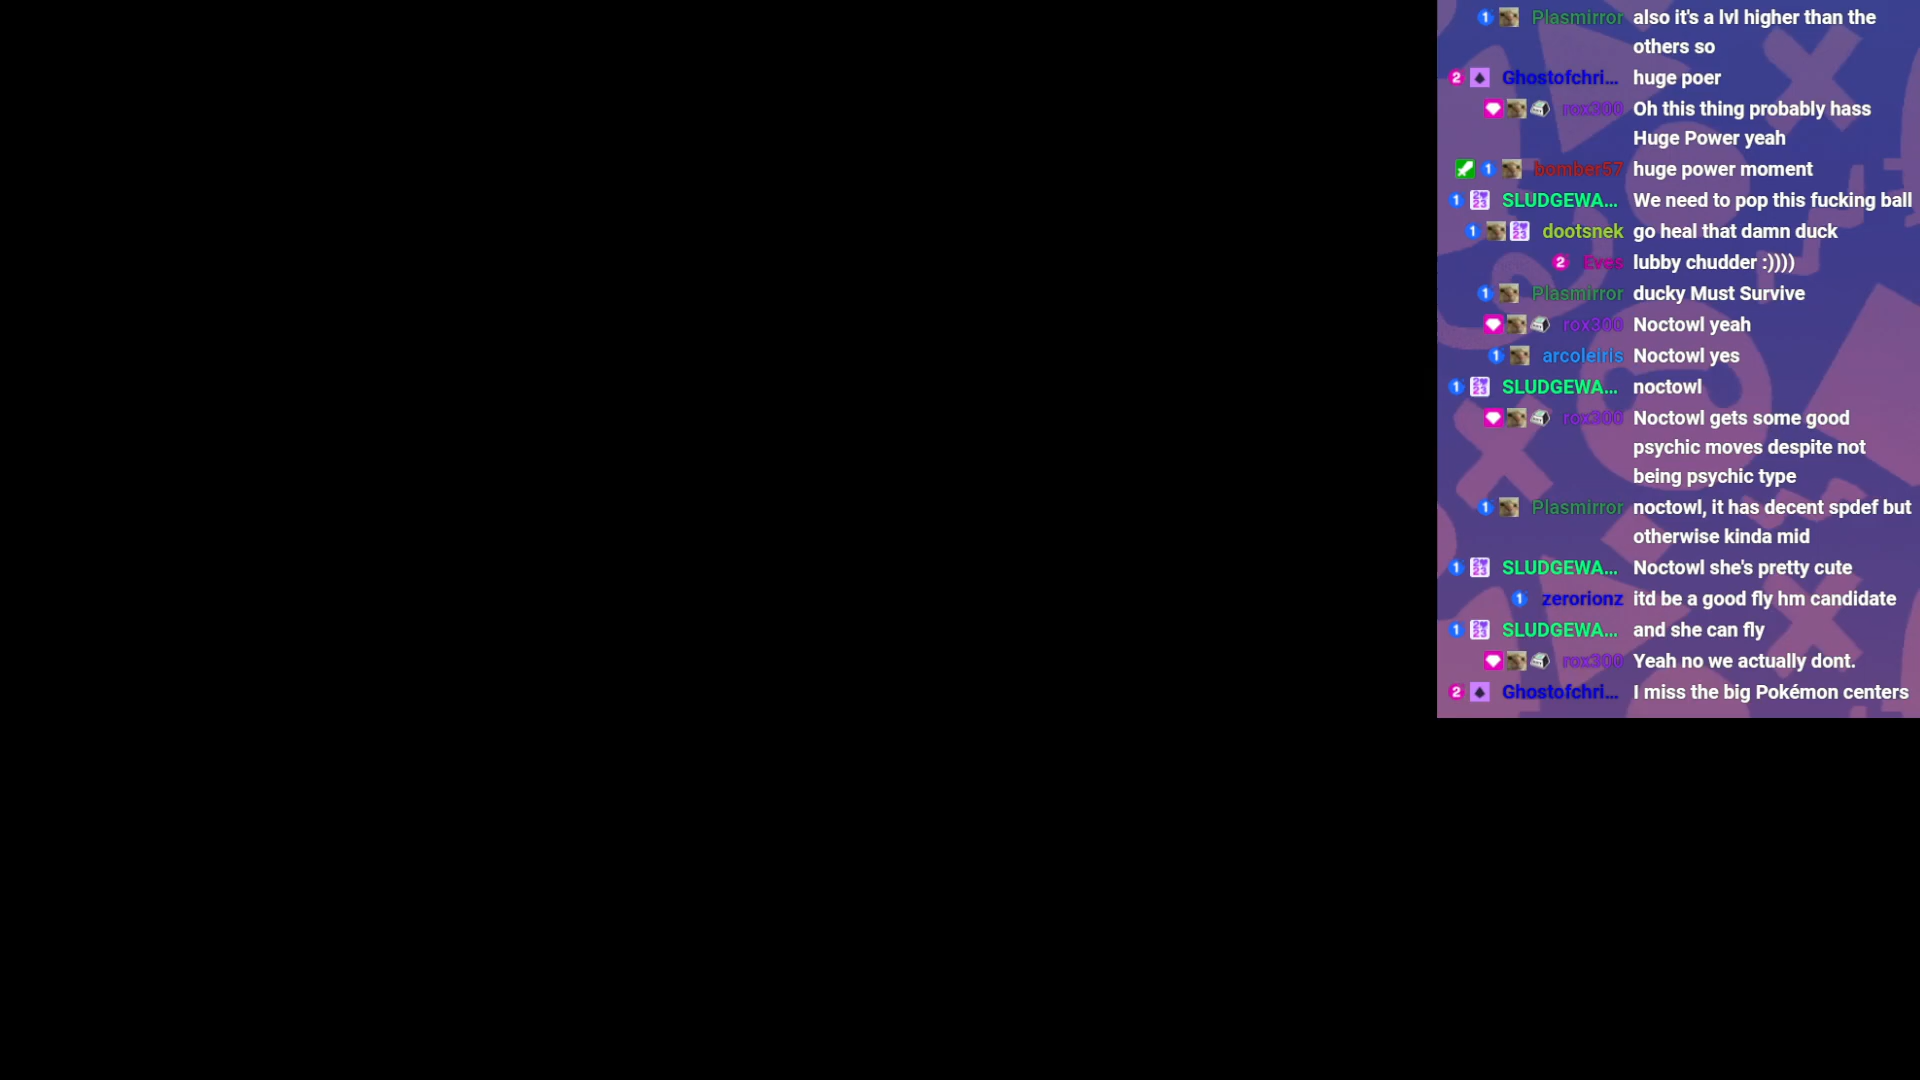 Plasmirror also it's a lvl higher than the
others so
Ghostofchri... huge poer
rox300 Oh this thing probably hass
Huge Power yeah
bomber57 huge power moment
SLUDGEWA... We need to pop this fucking ball
dootsnek go heal that damn duck
Eves lubby chudder :))))
Plasmirror ducky Must Survive
rox300 Noctowl yeah
arcoleiris Noctowl yes
SLUDGEWA... noctowl
rox300 Noctowl gets some good
psychic moves despite not
being psychic type
Plasmirror noctowl, it has decent spdef but
otherwise kinda mid
SLUDGEWA... Noctowl she's pretty cute
zerorionz itd be a good fly hm candidate
SLUDGEWA... and she can fly
rox300 Yeah no we actually dont.
Ghostofchri... I miss the big Pokémon centers